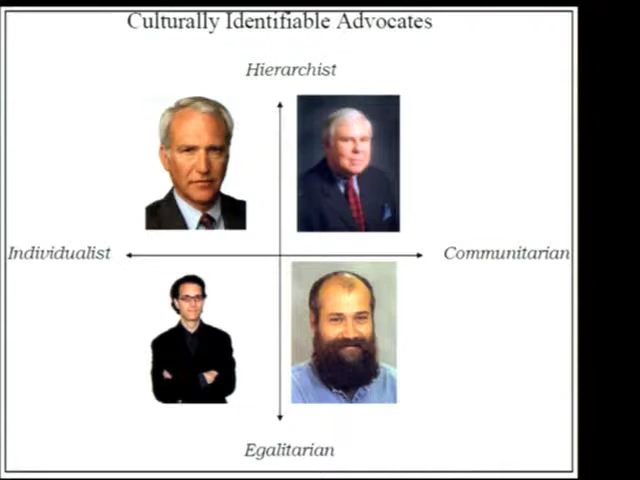 Culturally Identifiable Advocates
Hierarchist
Individualist
Communitarian
Egalitarian